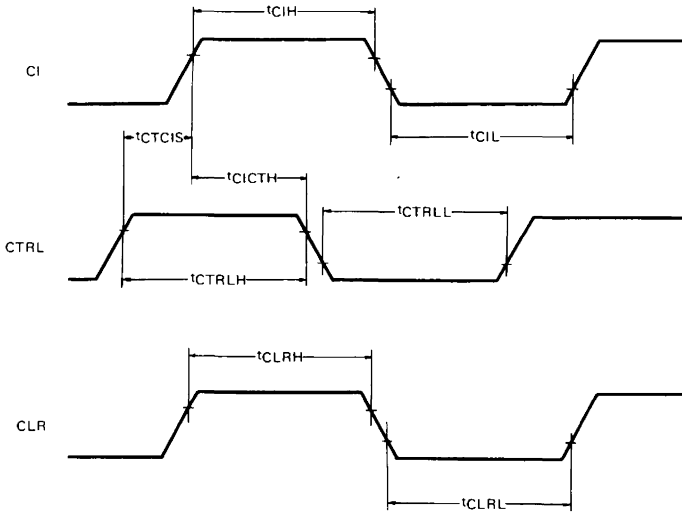 tCIH
CI
tCIL
tCTCIS
tCICTH
tCTRLL
CTRL
tCTRLH
tCLRH
CLR
tCLRL